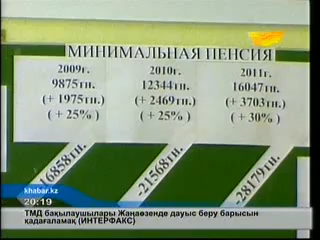 МИНИМАЛЬНАЯ ПЕНСИЯ
2009г. 2010г. 2011г.
9875тн. 12344тн. 16047тн.
(+ 1975тн.) (+ 2469тн.) (+ 3703тн.)
( + 25%) ( + 25%) ( + 30%)
-16858тн. -21568тн. -28179тн.
khabar.kz
20:19
ТМД бақылаушылары Жаңаөзенде дауыс беру барысын
қадағаламақ (ИНТЕРФАКС)